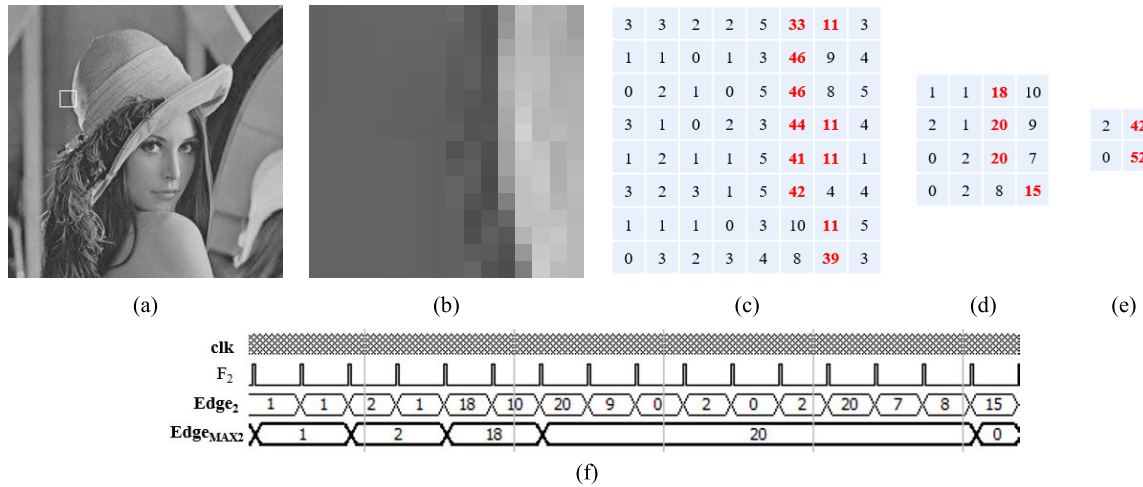 3 3 2 2 5 33 11 3
1 1 0 1 3 46 9 4
0 2 1 0 5 46 8 5
3 1 0 2 3 44 11 4
1 2 1 1 5 41 11 1
3 2 3 1 5 42 4 4
1 1 1 0 3 10 11 5
0 3 2 3 4 8 39 3
1 1 18 10
2 1 20 9
0 2 20 7
0 2 8 15
2 42
0 52
(a) (b) (c) (d) (e)
clk
F2
Edge2 1 1 2 1 18 10 20 9 0 2 0 2 20 7 8 15
EdgeMAX2 1 2 18 20 0
(f)